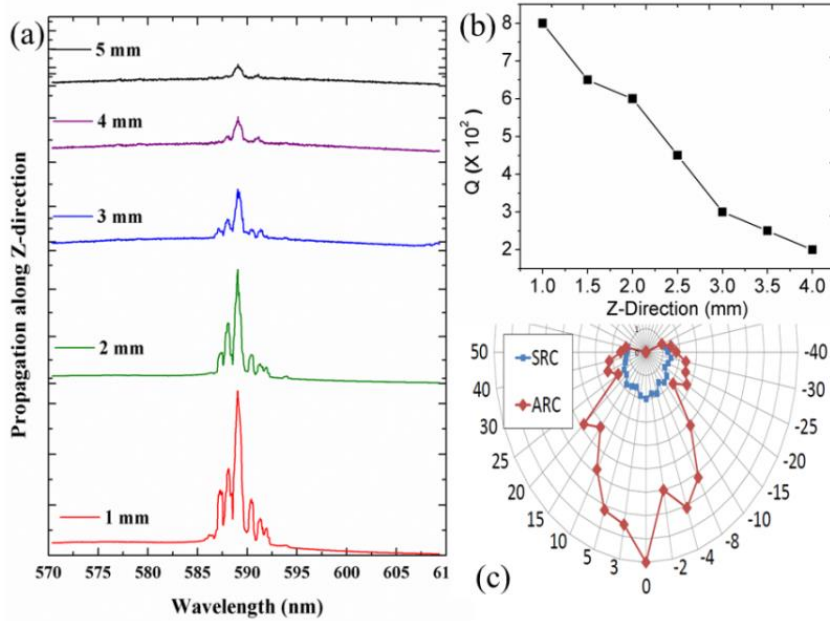 (a)
5 mm
4 mm
3 mm
2 mm
1 mm
Propagation along Z-direction
570 575 580 585 590 595 600 605 61
Wavelength (nm)
(b)
8
7
6
5
4
3
2
Q (X 10²)
1.0 1.5 2.0 2.5 3.0 3.5 4.0
Z-Direction (mm)
SRC
ARC
50
40
30
25
20
15
10
5
3
0
-2
-4
-8
-10
-15
-20
-25
-30
-40
(c)